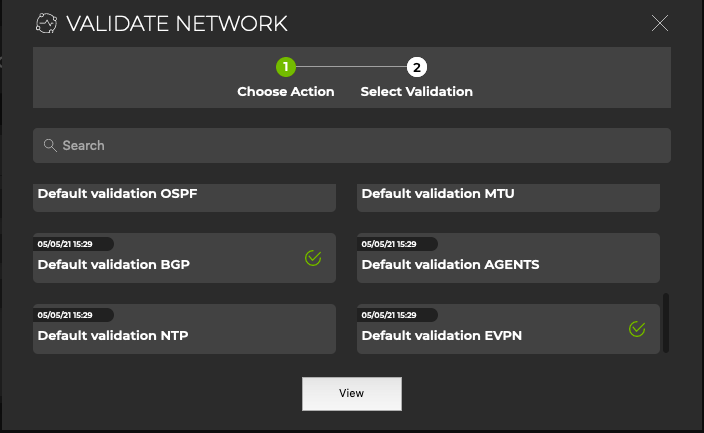 VALIDATE NETWORK
1
2
Choose Action
Select Validation
Search
Default validation OSPF
Default validation MTU
05/05/21 15:29
Default validation BGP
05/05/21 15:29
Default validation AGENTS
05/05/21 15:29
Default validation NTP
05/05/21 15:29
Default validation EVPN
View